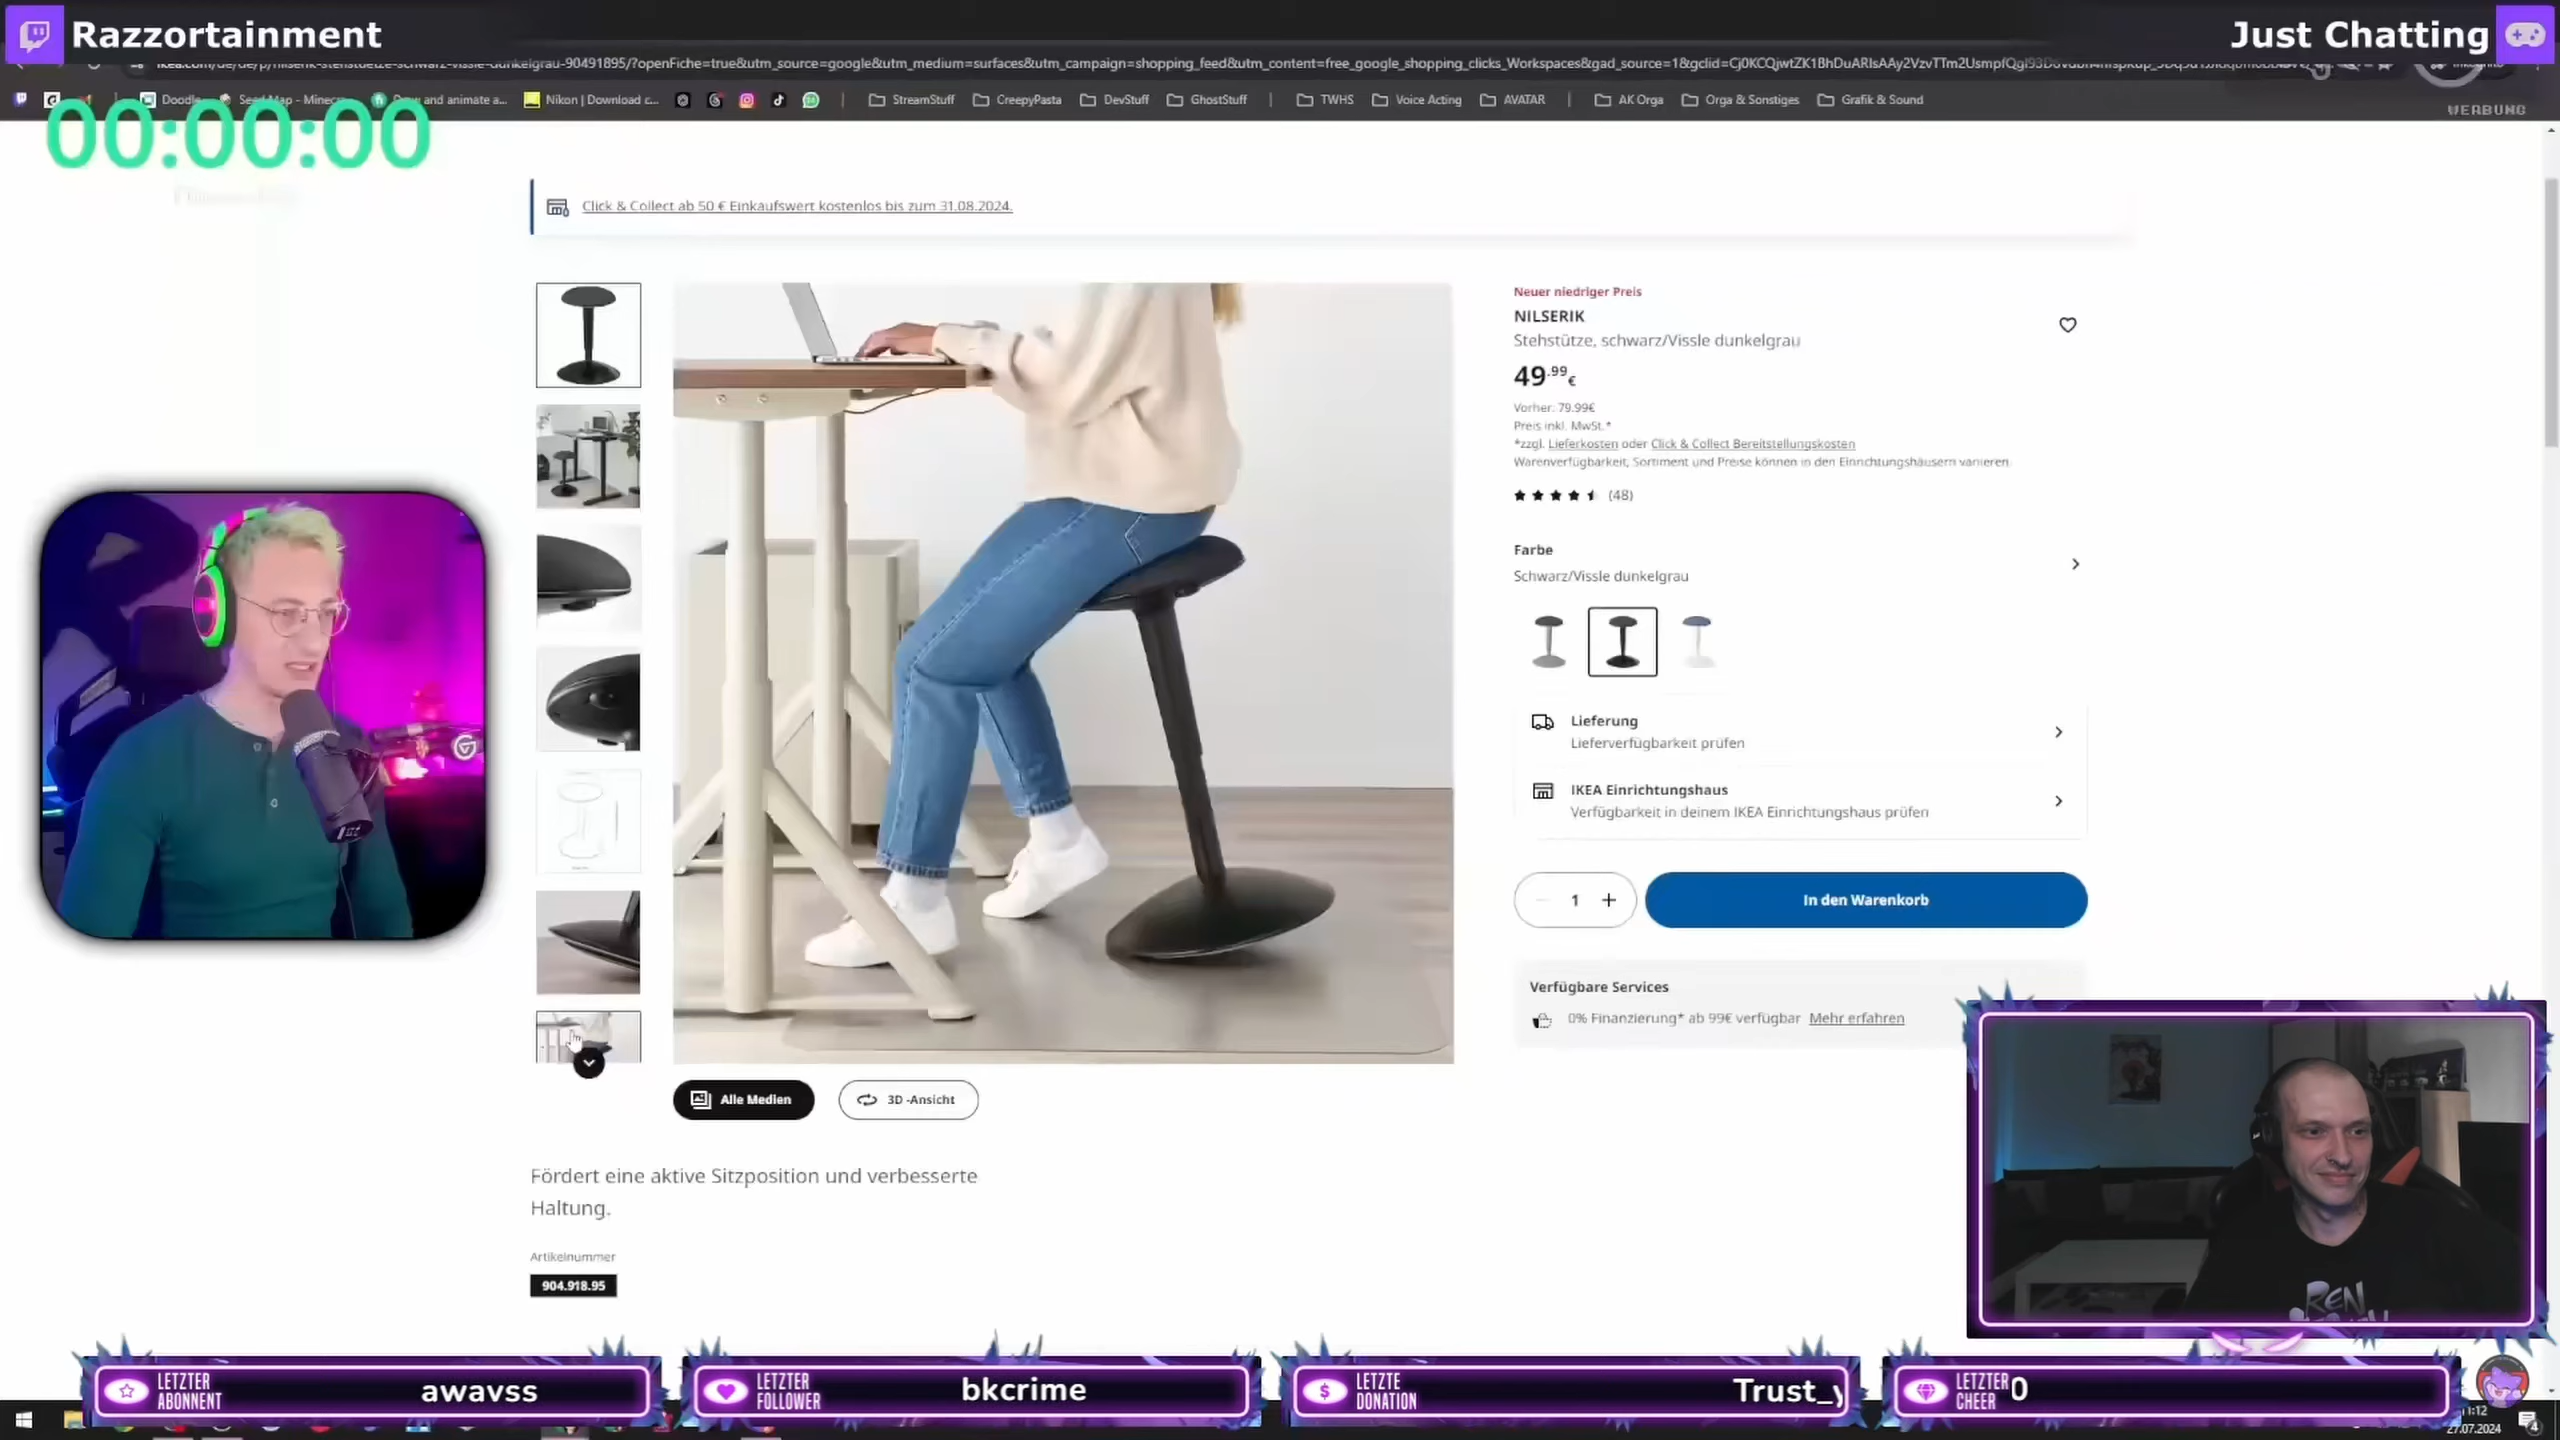 Razzortainment
Just Chatting
WERBUNG
Doodle
Nikon | Download c...
StreamStuff
CreepyPasta
DevStuff
GhostStuff
TWHS
Voice Acting
AVATAR
AK Orga
Orga & Sonstiges
Grafik & Sound
00:00:00
Click & Collect ab 50 € Einkaufswert kostenlos bis zum 31.08.2024.
Neuer niedriger Preis
NILSERIK
Stehstütze, schwarz/Vissle dunkelgrau
49.99€
Vorher: 79.99€
Preis inkl. MwSt.*
*zzgl. Lieferkosten oder Click & Collect Bereitstellungskosten
Warenverfügbarkeit, Sortiment und Preise können in den Einrichtungshäusern variieren.
(48)
Farbe
Schwarz/Vissle dunkelgrau
Lieferung
Lieferverfügbarkeit prüfen
IKEA Einrichtungshaus
Verfügbarkeit in deinem IKEA Einrichtungshaus prüfen
1
In den Warenkorb
Verfügbare Services
0% Finanzierung* ab 99€ verfügbar Mehr erfahren
Alle Medien
3D -Ansicht
Fördert eine aktive Sitzposition und verbesserte
Haltung.
Artikelnummer
904.918.95
REN
LETZTER
ABONNENT
awavss
LETZTER
FOLLOWER
bkcrime
LETZTE
DONATION
Trust_y
LETZTER
CHEER
0
11:12
27.07.2024
4